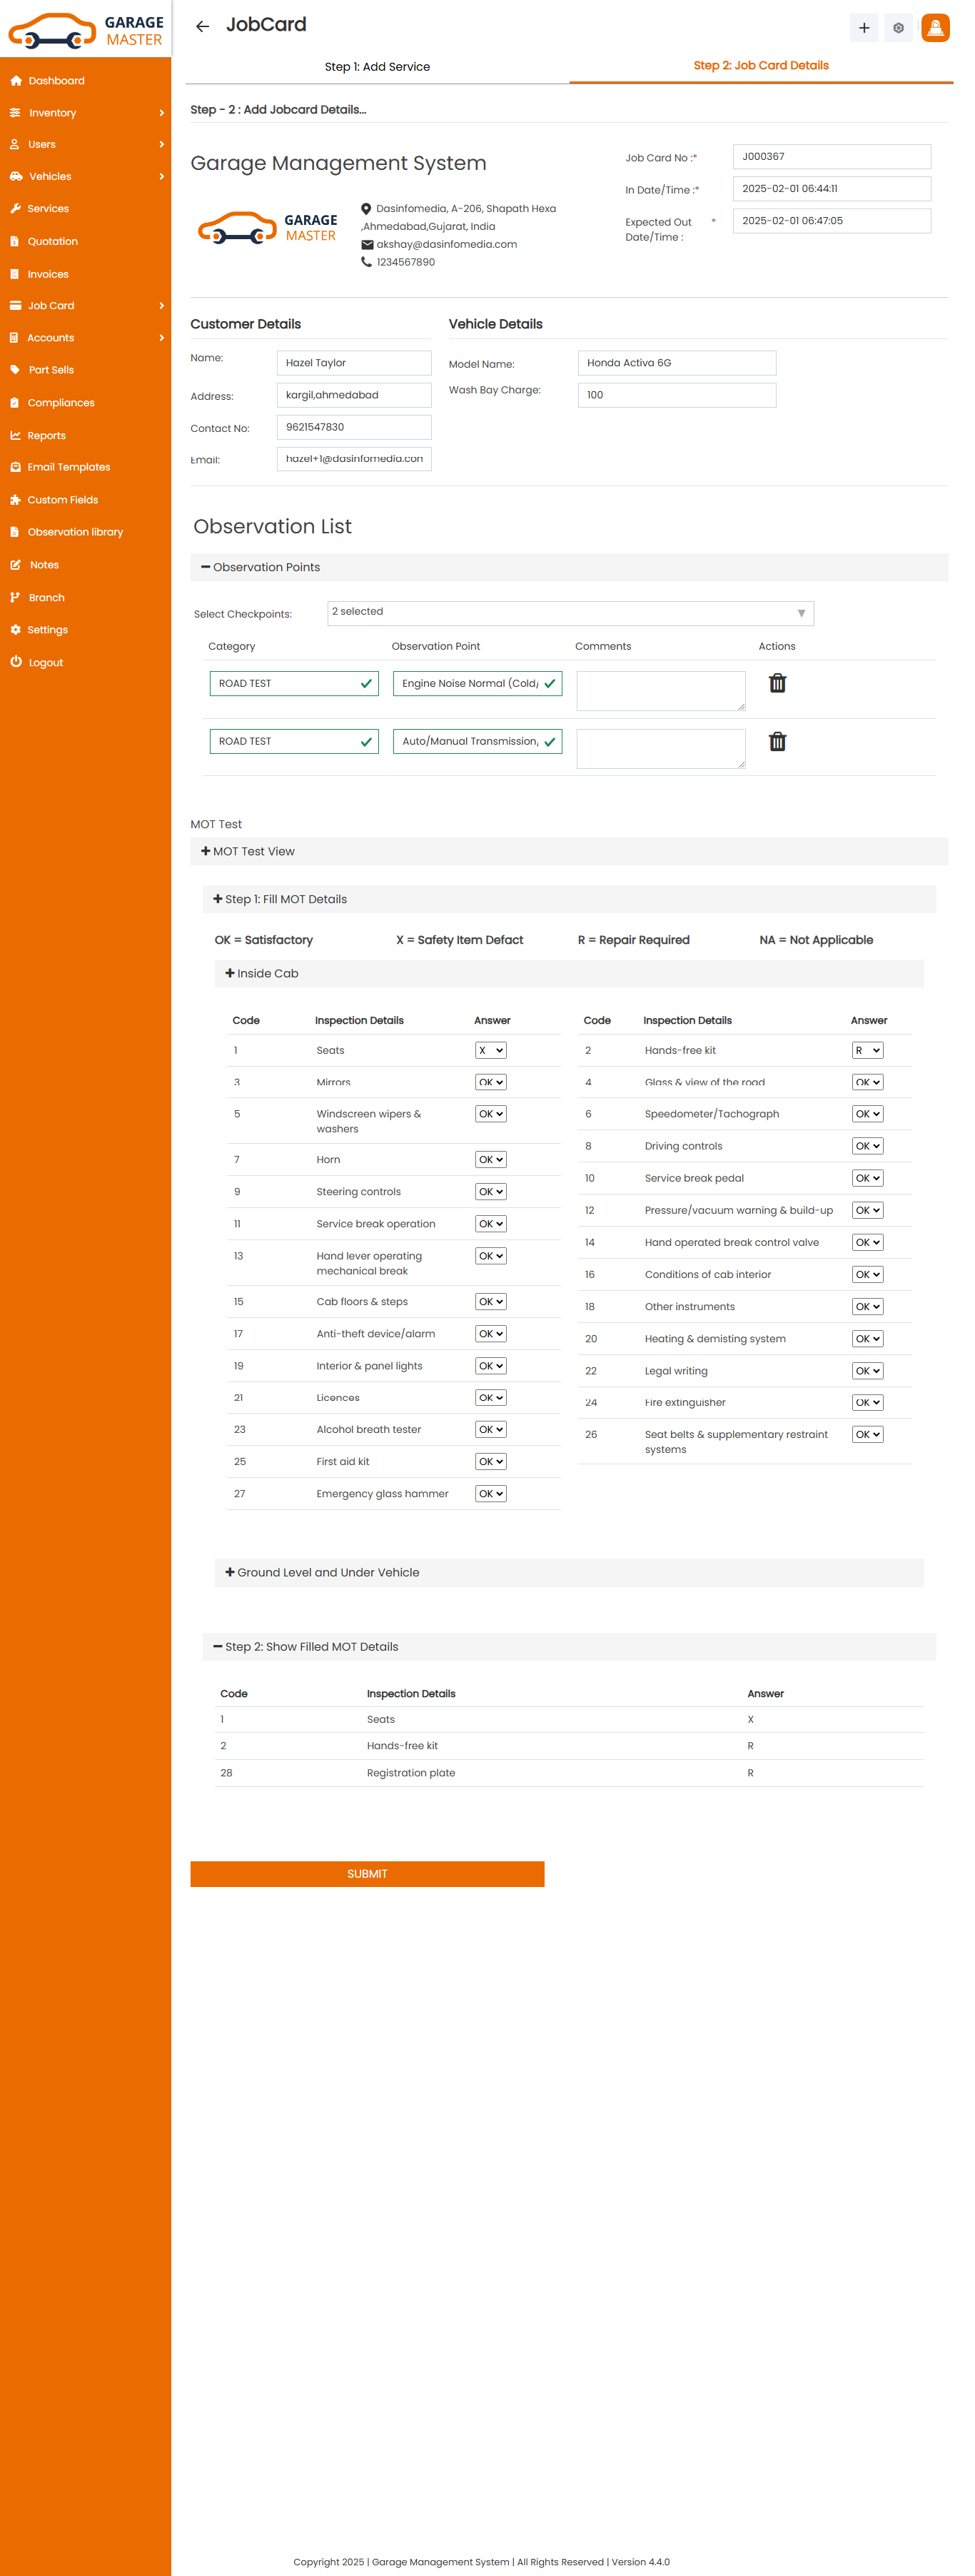 GARAGE
MASTER
JobCard
Step 1: Add Service
Step 2: Job Card Details
Dashboard
Inventory
Users
Vehicles
Services
Quotation
Invoices
Job Card
Accounts
Part Sells
Compliances
Reports
Email Templates
Custom Fields
Observation library
Notes
Branch
Settings
Logout
Step - 2 : Add Jobcard Details...
Garage Management System
GARAGE
MASTER
Dasinfomedia, A-206, Shapath Hexa
,Ahmedabad,Gujarat, India
akshay@dasinfomedia.com
1234567890
Job Card No :* J000367
In Date/Time :* 2025-02-01 06:44:11
Expected Out * 2025-02-01 06:47:05
Date/Time :
Customer Details
Name: Hazel Taylor
Address: kargil,ahmedabad
Contact No: 9621547830
Email: hazel+1@dasinfomedia.con
Vehicle Details
Model Name: Honda Activa 6G
Wash Bay Charge: 100
Observation List
Observation Points
Select Checkpoints: 2 selected
Category Observation Point Comments Actions
ROAD TEST Engine Noise Normal (Cold/
ROAD TEST Auto/Manual Transmission,
MOT Test
MOT Test View
Step 1: Fill MOT Details
OK = Satisfactory X = Safety Item Defect R = Repair Required NA = Not Applicable
Inside Cab
Code Inspection Details Answer
1 Seats X
3 Mirrors OK
5 Windscreen wipers & OK
washers
7 Horn OK
9 Steering controls OK
11 Service break operation OK
13 Hand lever operating OK
mechanical break
15 Cab floors & steps OK
17 Anti-theft device/alarm OK
19 Interior & panel lights OK
21 Licences OK
23 Alcohol breath tester OK
25 First aid kit OK
27 Emergency glass hammer OK
Code Inspection Details Answer
2 Hands-free kit R
4 Glass & view of the road OK
6 Speedometer/Tachograph OK
8 Driving controls OK
10 Service break pedal OK
12 Pressure/vacuum warning & build-up OK
14 Hand operated break control valve OK
16 Conditions of cab interior OK
18 Other instruments OK
20 Heating & demisting system OK
22 Legal writing OK
24 Fire extinguisher OK
26 Seat belts & supplementary restraint OK
systems
Ground Level and Under Vehicle
Step 2: Show Filled MOT Details
Code Inspection Details Answer
1 Seats X
2 Hands-free kit R
28 Registration plate R
SUBMIT
Copyright 2025 | Garage Management System | All Rights Reserved | Version 4.4.0